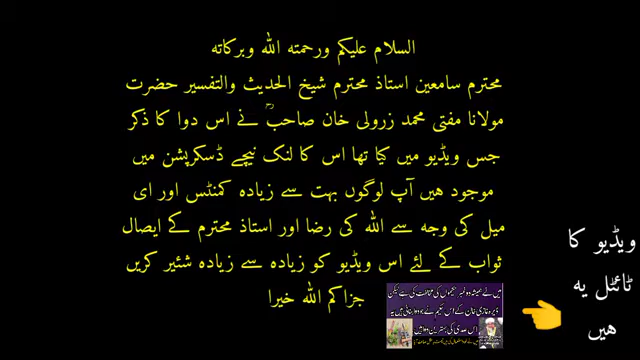 السلام علیکم ورحمتہ اللہ وبرکاتہ
محترم سامعین استاذ محترم شیخ الحدیث والتفسیر حضرت
مولانا مفتی محمد زرولی خان صاحبؒ نے اس دوا کا ذکر
جس ویڈیو میں کیا تھا اس کا لنک نیچے ڈسکرپشن میں
موجود ہیں آپ لوگوں بہت سے زیادہ کمنٹس اور ای
میل کی وجہ سے اللہ کی رضا اور استاذ محترم کے ایصال
ثواب کے لئے اس ویڈیو کو زیادہ سے زیادہ شئیر کریں
جزاکم اللہ خیرا
ویڈیو کا
ٹائٹل یہ
ہیں